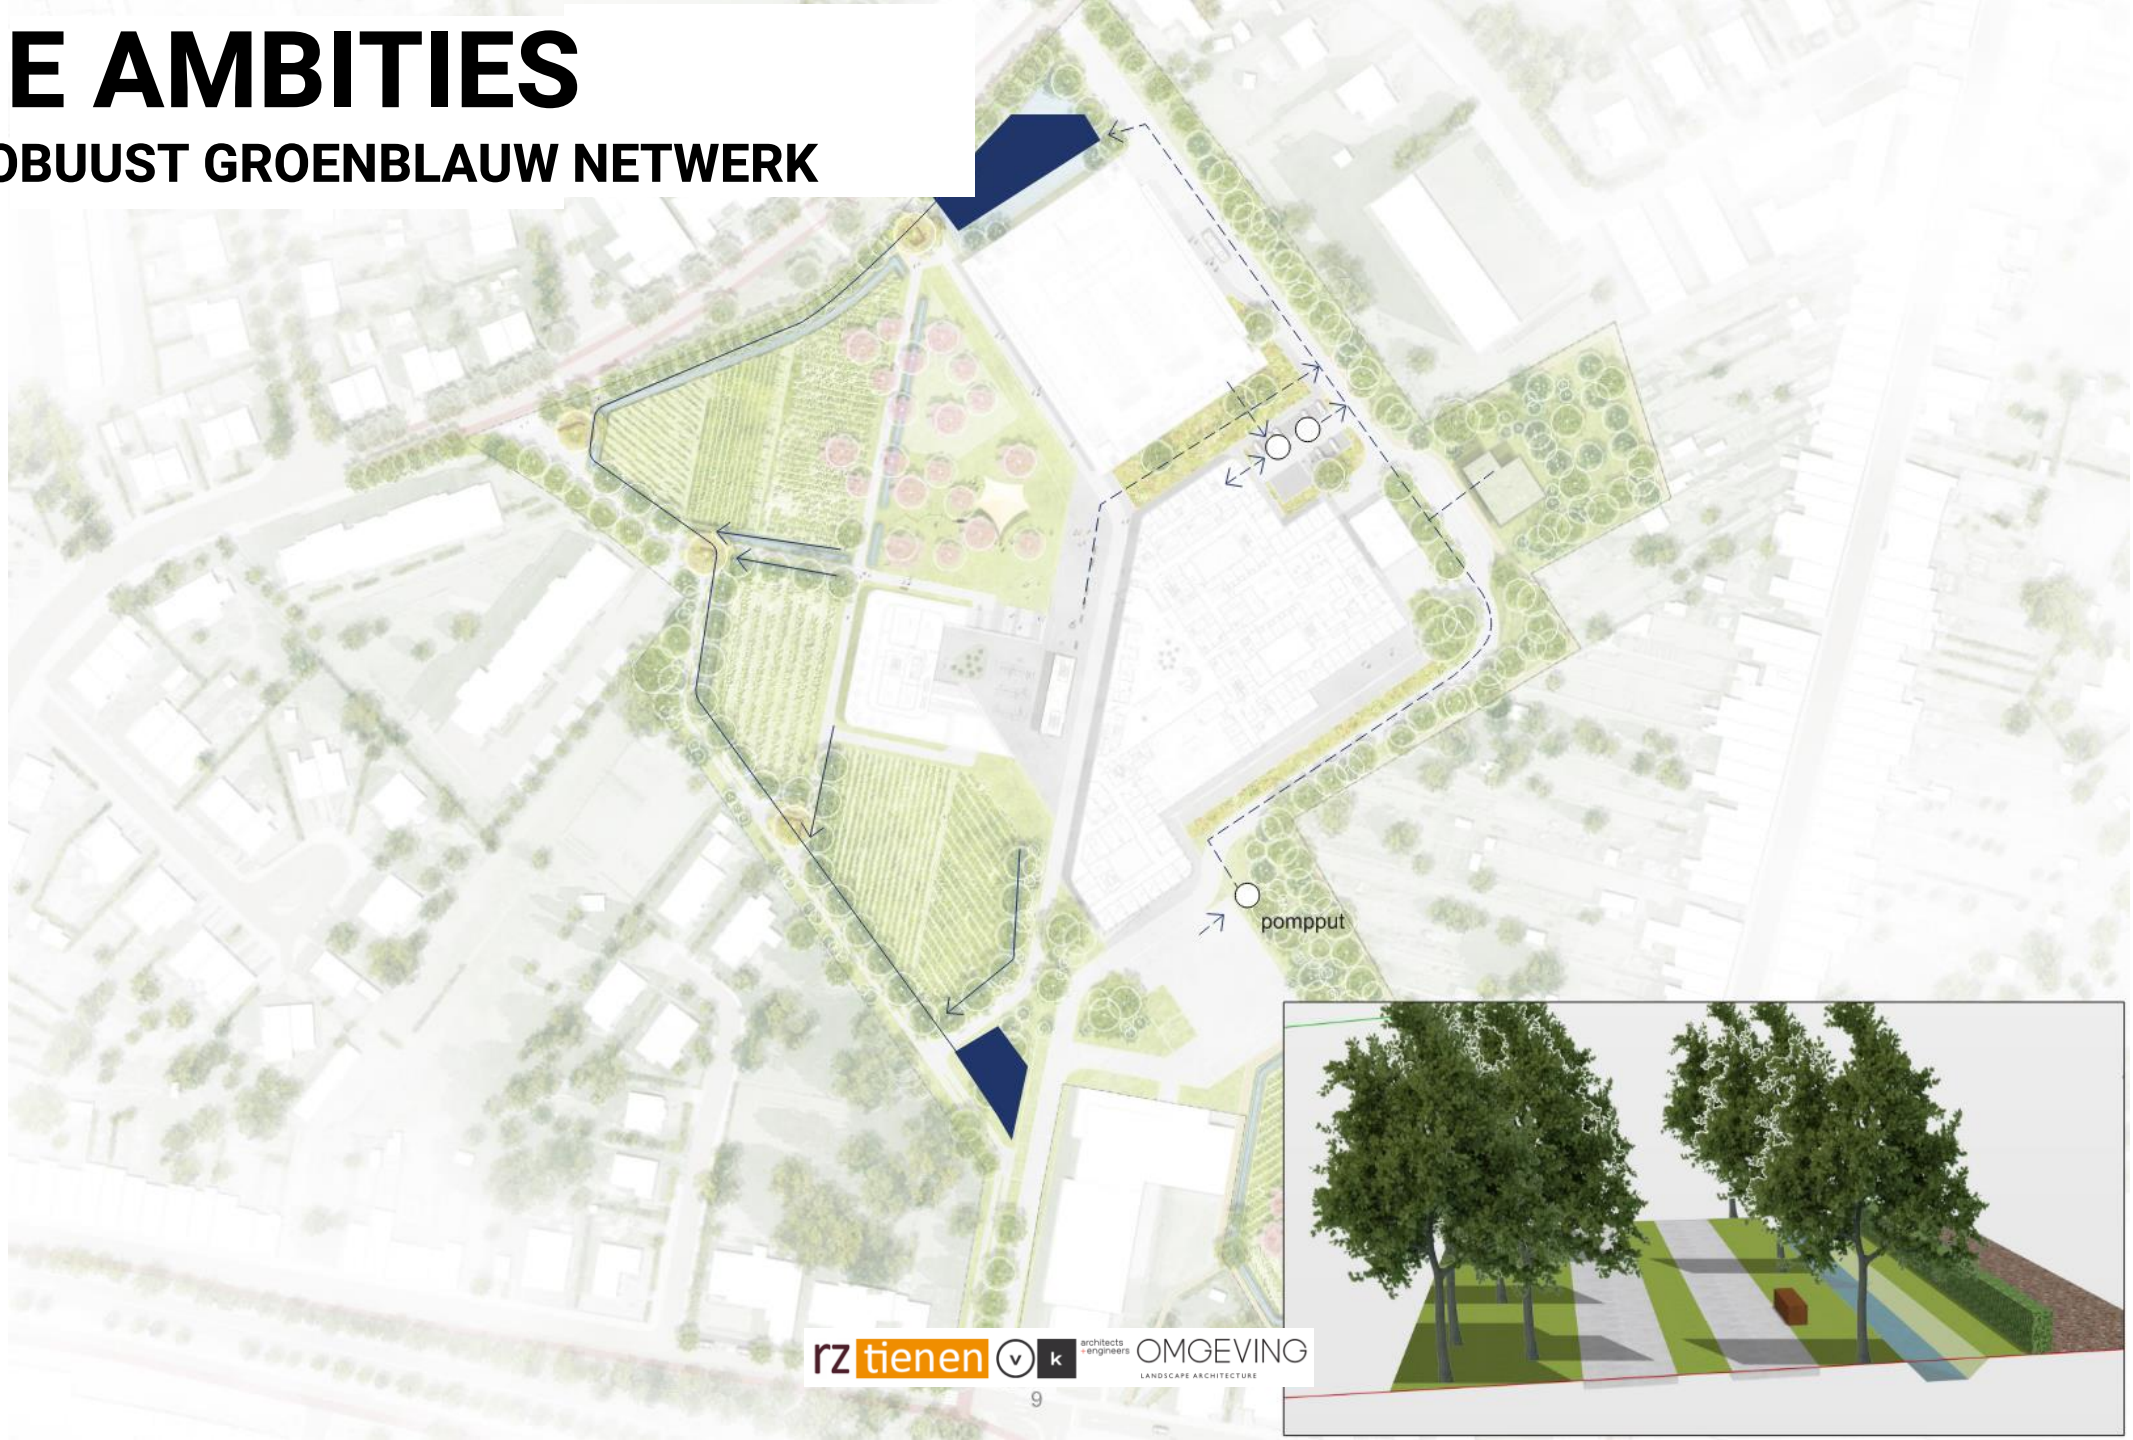 E AMBITIES
OBUUST GROENBLAUW NETWERK
pompput
rz tienen v k architects +engineers OMGEVING
LANDSCAPE ARCHITECTURE
9